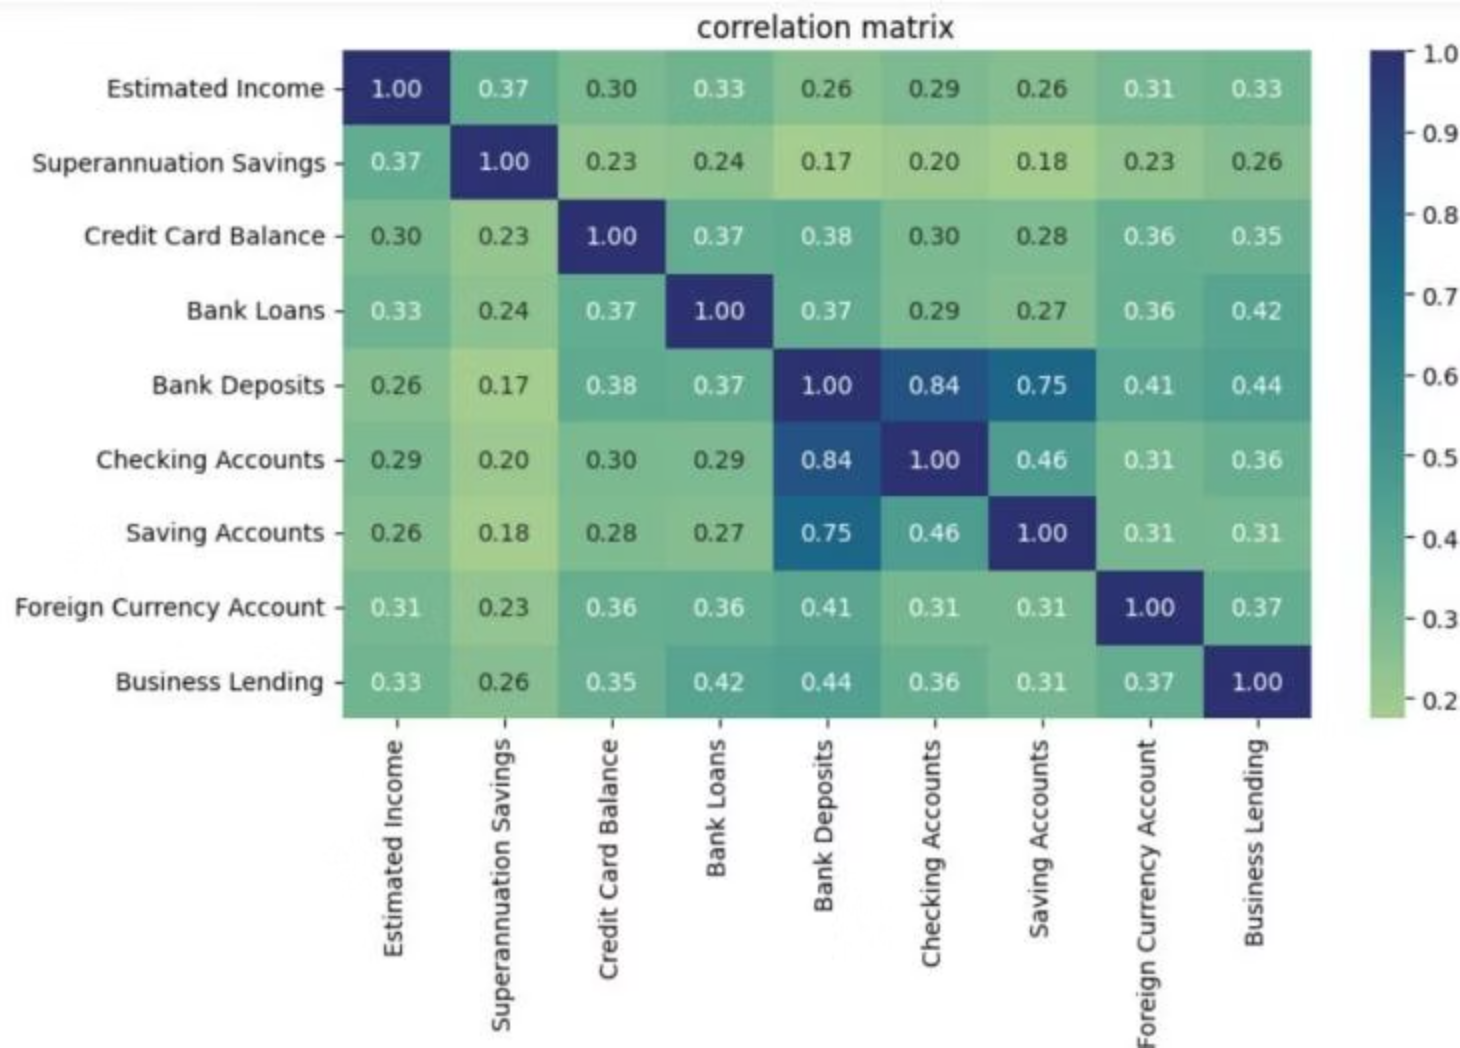 correlation matrix
Estimated Income 1.00 0.37 0.30 0.33 0.26 0.29 0.26 0.31 0.33
Superannuation Savings 0.37 1.00 0.23 0.24 0.17 0.20 0.18 0.23 0.26
Credit Card Balance 0.30 0.23 1.00 0.37 0.38 0.30 0.28 0.36 0.35
Bank Loans 0.33 0.24 0.37 1.00 0.37 0.29 0.27 0.36 0.42
Bank Deposits 0.26 0.17 0.38 0.37 1.00 0.84 0.75 0.41 0.44
Checking Accounts 0.29 0.20 0.30 0.29 0.84 1.00 0.46 0.31 0.36
Saving Accounts 0.26 0.18 0.28 0.27 0.75 0.46 1.00 0.31 0.31
Foreign Currency Account 0.31 0.23 0.36 0.36 0.41 0.31 0.31 1.00 0.37
Business Lending 0.33 0.26 0.35 0.42 0.44 0.36 0.31 0.37 1.00
Estimated Income
Superannuation Savings
Credit Card Balance
Bank Loans
Bank Deposits
Checking Accounts
Saving Accounts
Foreign Currency Account
Business Lending
1.0
0.9
0.8
0.7
0.6
0.5
0.4
0.3
0.2